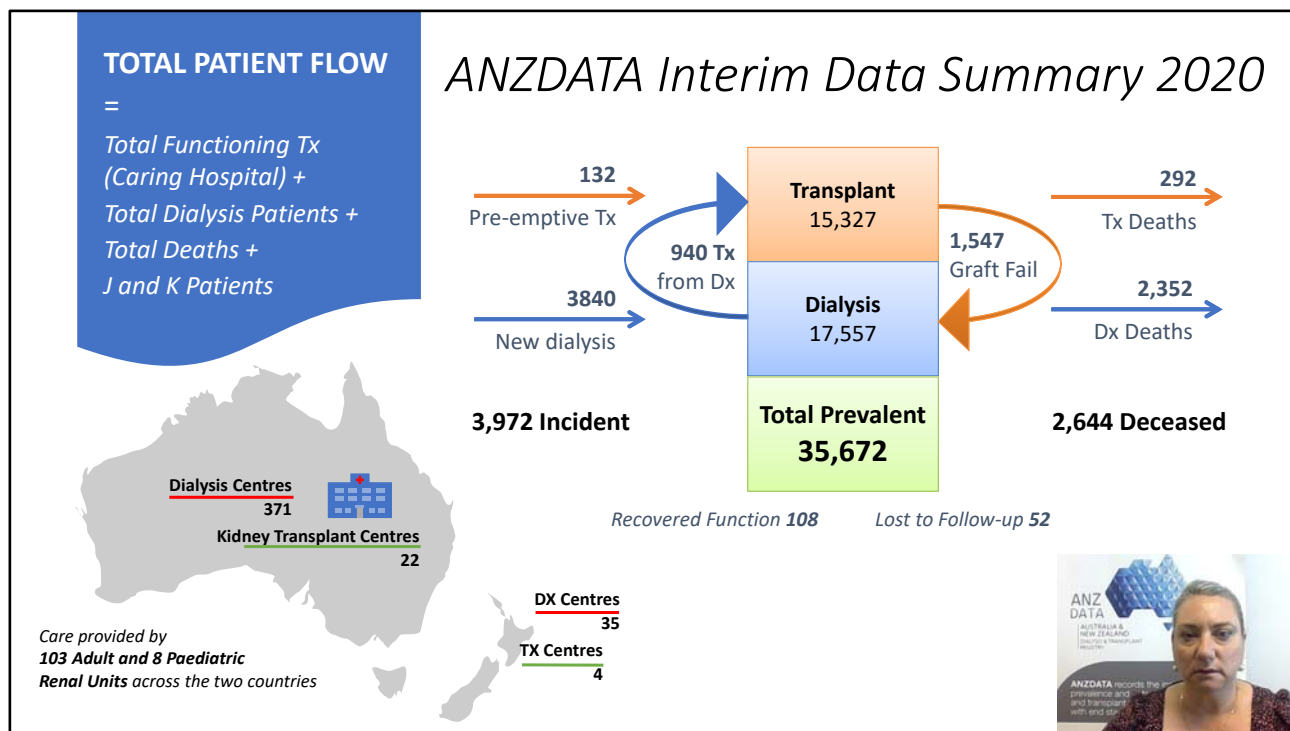 TOTAL PATIENT FLOW
=
Total Functioning Tx
(Caring Hospital) +
Total Dialysis Patients +
Total Deaths +
J and K Patients
ANZDATA Interim Data Summary 2020
132
Pre-emptive Tx
3840
New dialysis
3,972 Incident
940 Tx
from Dx
Transplant
15,327
Dialysis
17,557
Total Prevalent
35,672
1,547
Graft Fail
292
Tx Deaths
2,352
Dx Deaths
2,644 Deceased
Recovered Function 108
Lost to Follow-up 52
Dialysis Centres
371
Kidney Transplant Centres
22
DX Centres
35
TX Centres
4
Care provided by
103 Adult and 8 Paediatric
Renal Units across the two countries
ANZ
DATA
AUSTRALIA &
NEW ZEALAND
DIALYSIS & TRANSPLANT
REGISTRY
ANZDATA records the
prevalence and
and transplant
with end